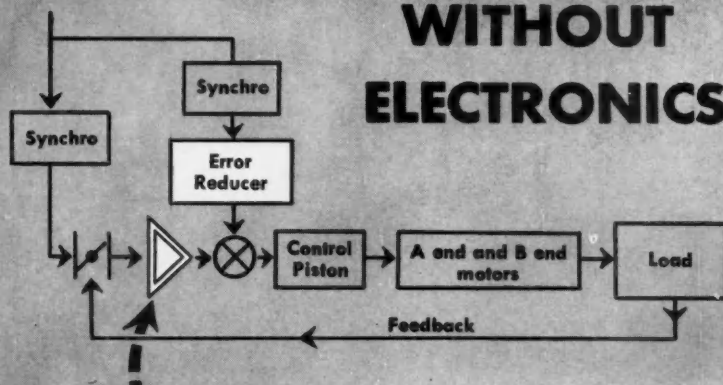 WITHOUT
ELECTRONICS
Synchro
Synchro
Error
Reducer
Control
Piston
A end and B end
motors
Load
Feedback